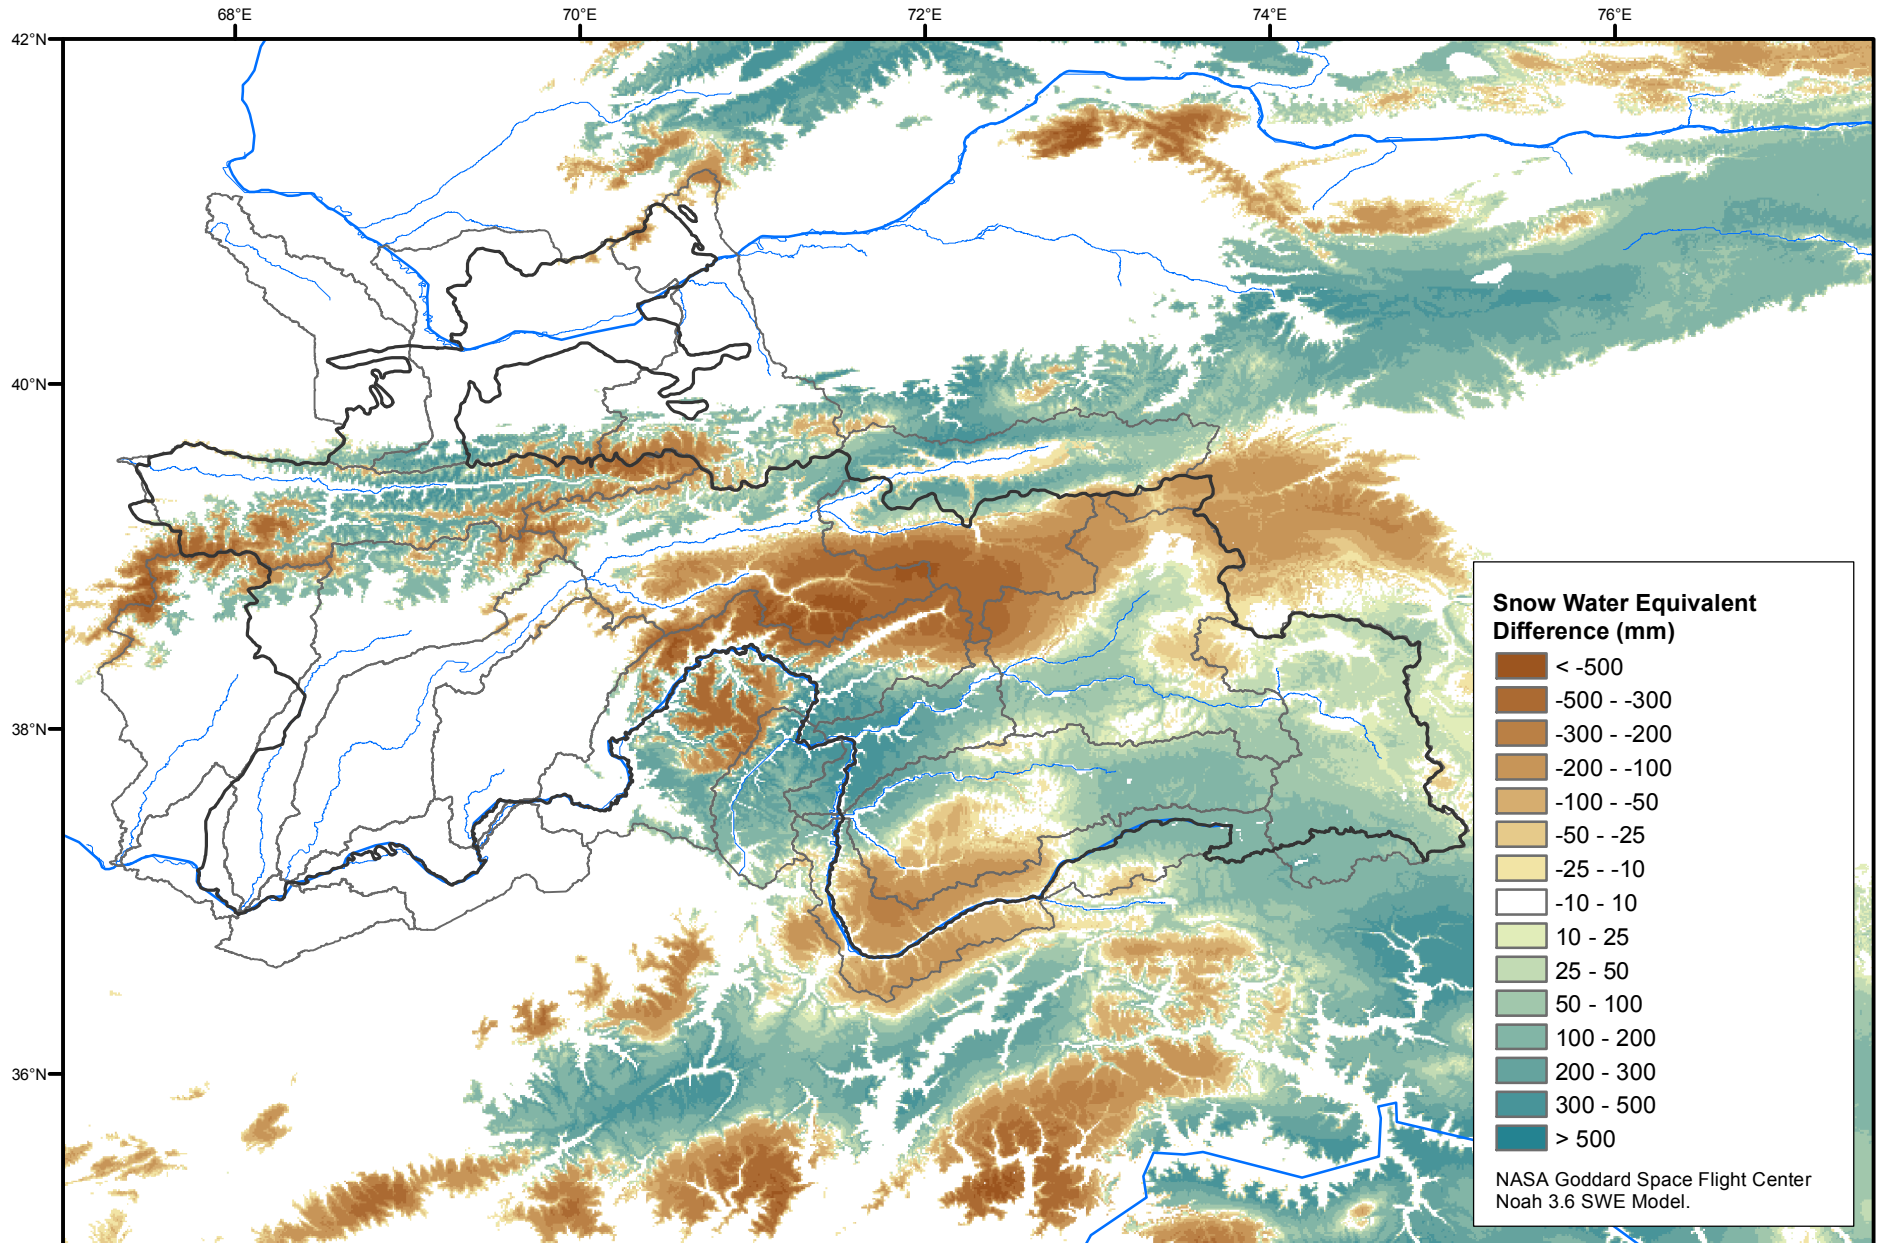 68°E
70°E
72°E
74°E
76°E
42°N
40°N
38°N
36°N
Snow Water Equivalent
Difference (mm)
< -500
-500 - -300
-300 - -200
-200 - -100
-100 - -50
-50 - -25
-25 - -10
-10 - 10
10 - 25
25 - 50
50 - 100
100 - 200
200 - 300
300 - 500
> 500
NASA Goddard Space Flight Center
Noah 3.6 SWE Model.